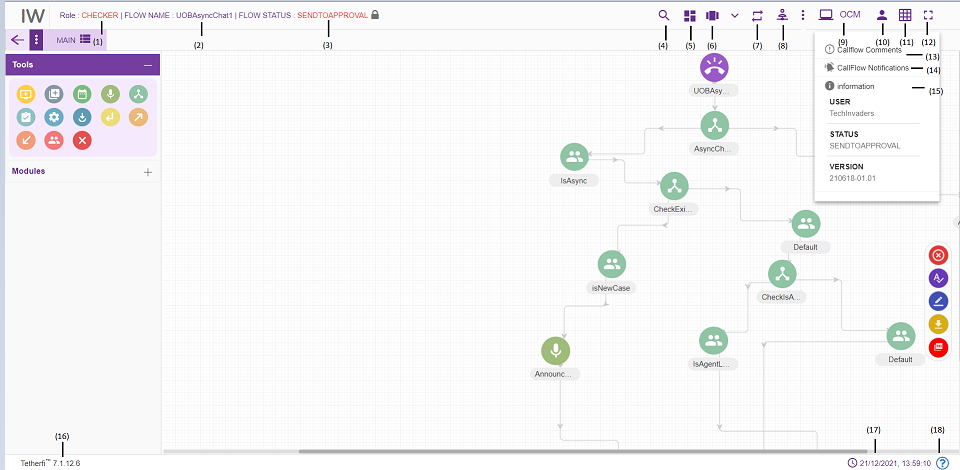 IW Role : CHECKER | FLOW NAME : UOBAsyncChat1 | FLOW STATUS : SENDTOAPPROVAL OCM
MAIN (1) (2) (3) (4) (5) (6) (7) (8) (9) (10) (11) (12)
Tools
Modules
Callflow Comments (13)
CallFlow Notifications (14)
information (15)
USER
TechInvaders
STATUS
SENDTOAPPROVAL
VERSION
210618-01.01
UOBAsy...
AsyncCh...
IsAsync
CheckExi...
Default
isNewCase
CheckIsA...
Announc...
IsAgentL...
Default
(16) (17) (18)
Tetherfi™ 7.1.12.6 21/12/2021, 13:59:10 ?